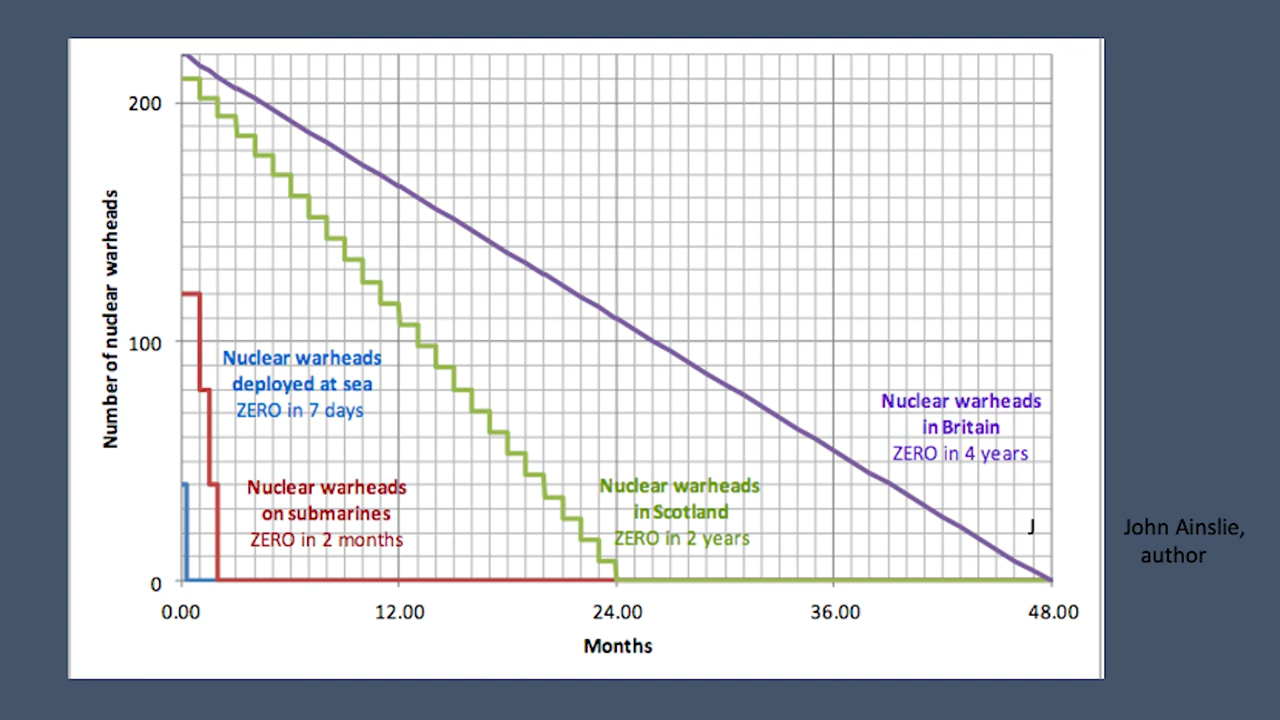 200
100
0
Number of nuclear warheads
Nuclear warheads
deployed at sea
ZERO in 7 days
Nuclear warheads
on submarines
ZERO in 2 months
Nuclear warheads
in Scotland
ZERO in 2 years
Nuclear warheads
in Britain
ZERO in 4 years
J
0.00 12.00 24.00 36.00 48.00
Months
John Ainslie,
author